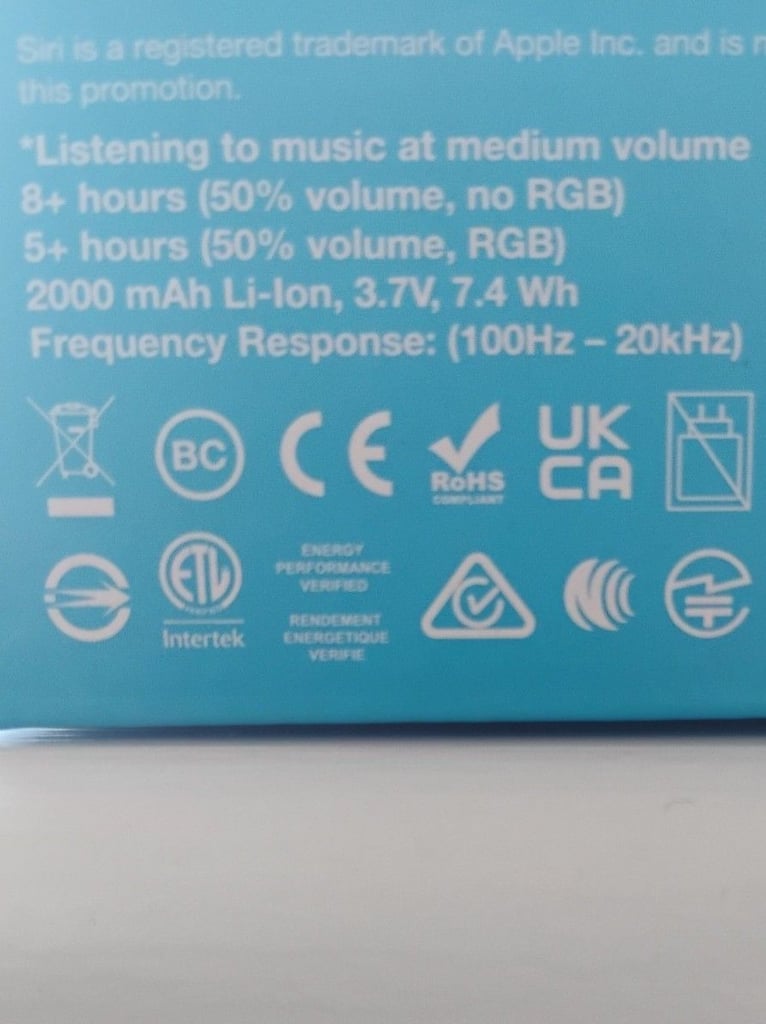 Siri is a registered trademark of Apple Inc. and is
this promotion.
*Listening to music at medium volume
8+ hours (50% volume, no RGB)
5+ hours (50% volume, RGB)
2000 mAh Li-Ion, 3.7V, 7.4 Wh
Frequency Response: (100Hz – 20kHz)
BC CE RoHS COMPLIANT UK CA
ETL Intertek
ENERGY
PERFORMANCE
VERIFIED
RENDEMENT
ENERGETIQUE
VERIFIE